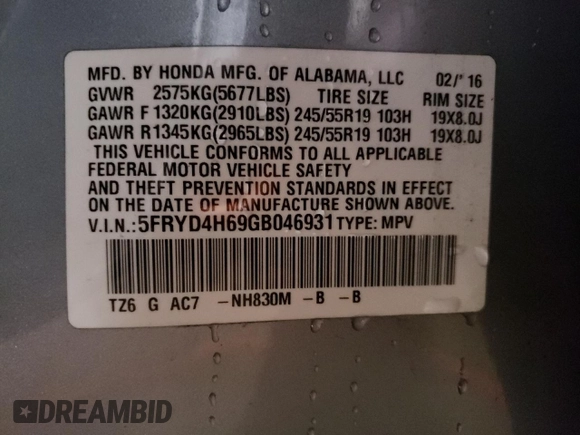 MFD. BY HONDA MFG. OF ALABAMA, LLC 02/'16
GVWR 2575KG(5677LBS) TIRE SIZE RIM SIZE
GAWR F 1320KG(2910LBS) 245/55R19 103H 19X8.0J
GAWR R 1345KG(2965LBS) 245/55R19 103H 19X8.0J
THIS VEHICLE CONFORMS TO ALL APPLICABLE
FEDERAL MOTOR VEHICLE SAFETY
AND THEFT PREVENTION STANDARDS IN EFFECT
ON THE DATE OF MANUFACTURE SHOWN ABOVE.
V.I.N.: 5FRYD4H69GB046931 TYPE: MPV
TZ6 G AC7 -NH830M -B -B
DREAMBID